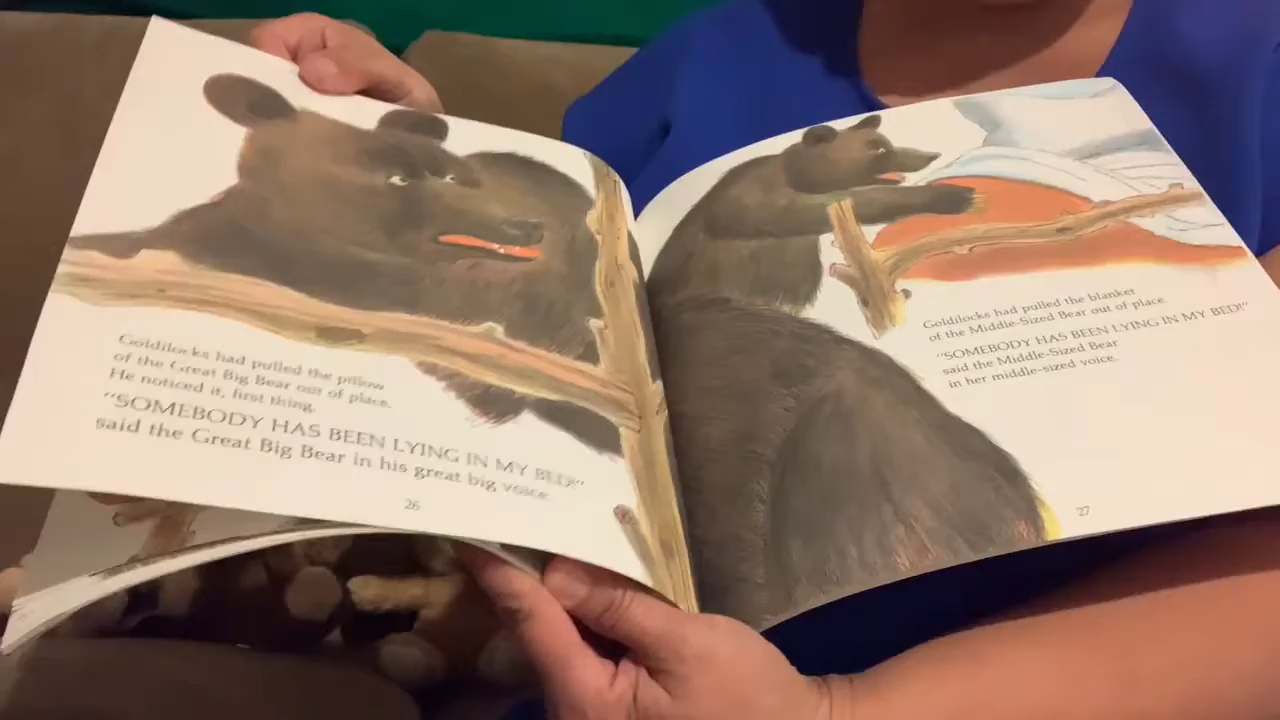 Goldilocks had pulled the pillow
of the Great Big Bear out of place.
He noticed it, first thing.
"SOMEBODY HAS BEEN LYING IN MY BED!"
said the Great Big Bear in his great big voice.
26
Goldilocks had pulled the blanket
of the Middle-Sized Bear out of place.
"SOMEBODY HAS BEEN LYING IN MY BED!"
said the Middle-Sized Bear
in her middle-sized voice.
27